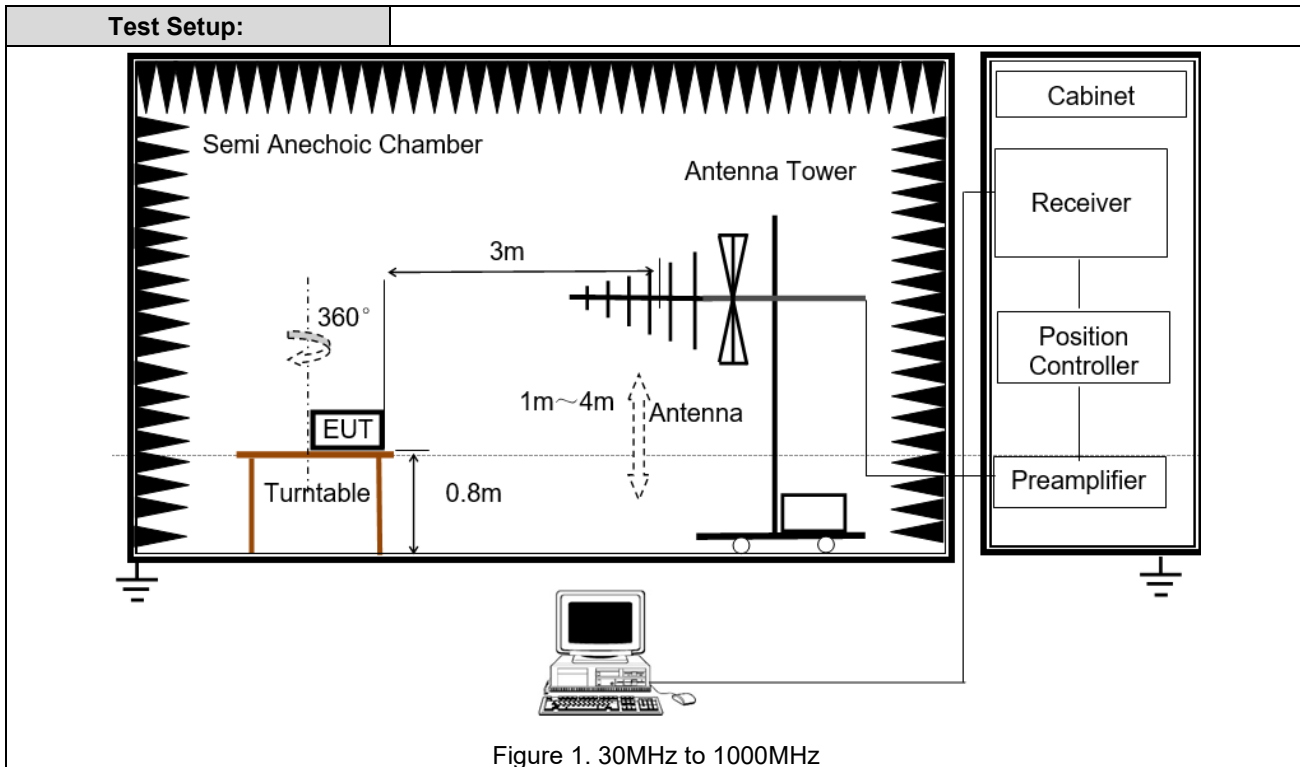 Test Setup:
Semi Anechoic Chamber
Antenna Tower
3m
360°
1m～4m
Antenna
EUT
Turntable
0.8m
Cabinet
Receiver
Position
Controller
Preamplifier
Figure 1. 30MHz to 1000MHz